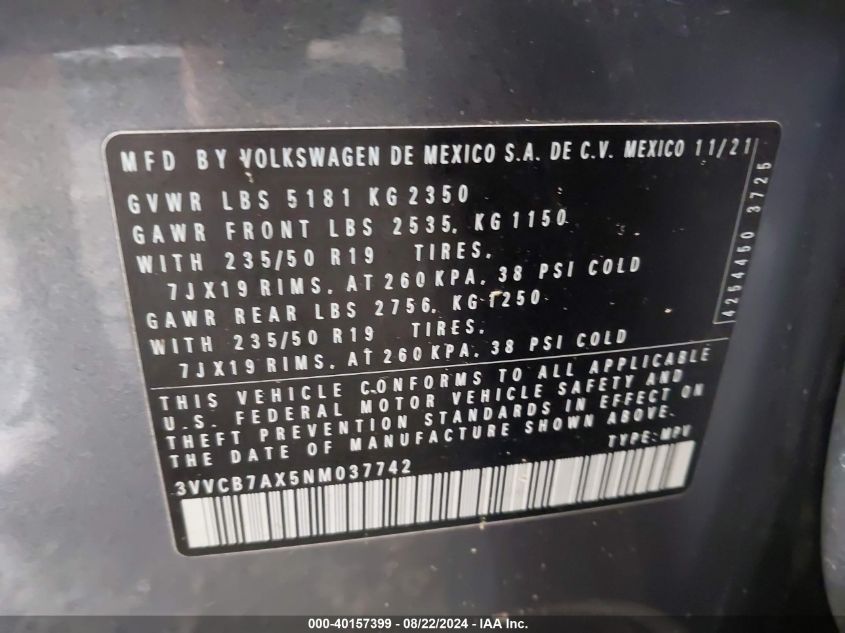 MFD BY VOLKSWAGEN DE MEXICO S.A. DE C.V. MEXICO 11/21
GVWR LBS 5181 KG 2350
GAWR FRONT LBS 2535, KG 1150
WITH 235/50 R19 TIRES,
7JX19 RIMS, AT 260 KPA, 38 PSI COLD
GAWR REAR LBS 2756, KG 1250
WITH 235/50 R19 TIRES,
7JX19 RIMS, AT 260 KPA, 38 PSI COLD
4254450 3725
THIS VEHICLE CONFORMS TO ALL APPLICABLE
U.S. FEDERAL MOTOR VEHICLE SAFETY AND
THEFT PREVENTION STANDARDS IN EFFECT ON
THE DATE OF MANUFACTURE SHOWN ABOVE.
TYPE: MPV
3VVCB7AX5NM037742
000-40157399 - 08/22/2024 - IAA Inc.